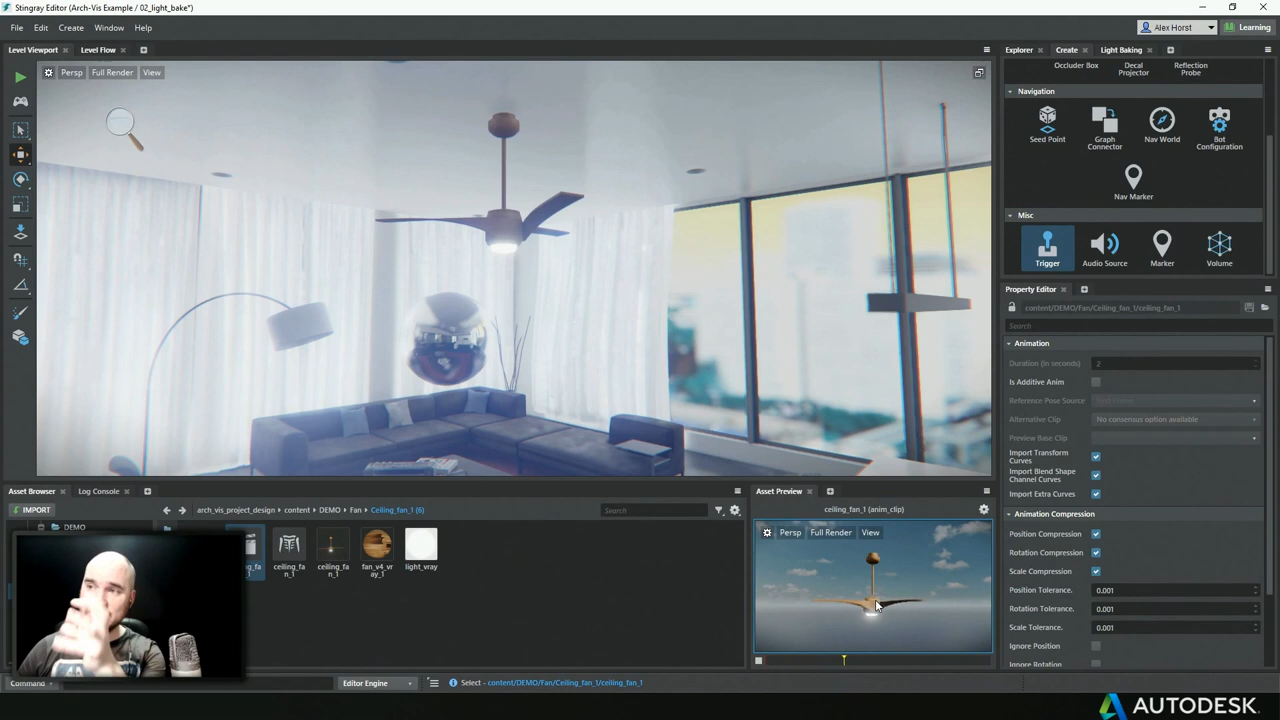 Stingray Editor (Arch-Vis Example / 02_light_bake*)
File Edit Create Window Help
Alex Horst
Learning
Level Viewport
Level Flow
Persp
Full Render
View
Explorer
Create
Light Baking
Occluder Box
Decal Projector
Reflection Probe
Navigation
Seed Point
Graph Connector
Nav World
Bot Configuration
Nav Marker
Misc
Trigger
Audio Source
Marker
Volume
Property Editor
content/DEMO/Fan/Ceiling_fan_1/ceiling_fan_1
Search
Animation
Duration (in seconds) 2
Is Additive Anim
Reference Pose Source
Alternative Clip No consensus option available
Preview Base Clip
Import Transform Curves
Import Blend Shape Channel Curves
Import Extra Curves
Animation Compression
Position Compression
Rotation Compression
Scale Compression
Position Tolerance. 0.001
Rotation Tolerance. 0.001
Scale Tolerance. 0.001
Ignore Position
Ignore Rotation
Asset Browser
Log Console
IMPORT
arch_vis_project_design content DEMO Fan Ceiling_fan_1 (6)
Search
DEMO
ceiling_fa n_1
ceiling_fa n_1
fan_v4_v ray_1
light_vray
Asset Preview
ceiling_fan_1 (anim_clip)
Persp
Full Render
View
Command
Editor Engine
Select - content/DEMO/Fan/Ceiling_fan_1/ceiling_fan_1
AUTODESK.